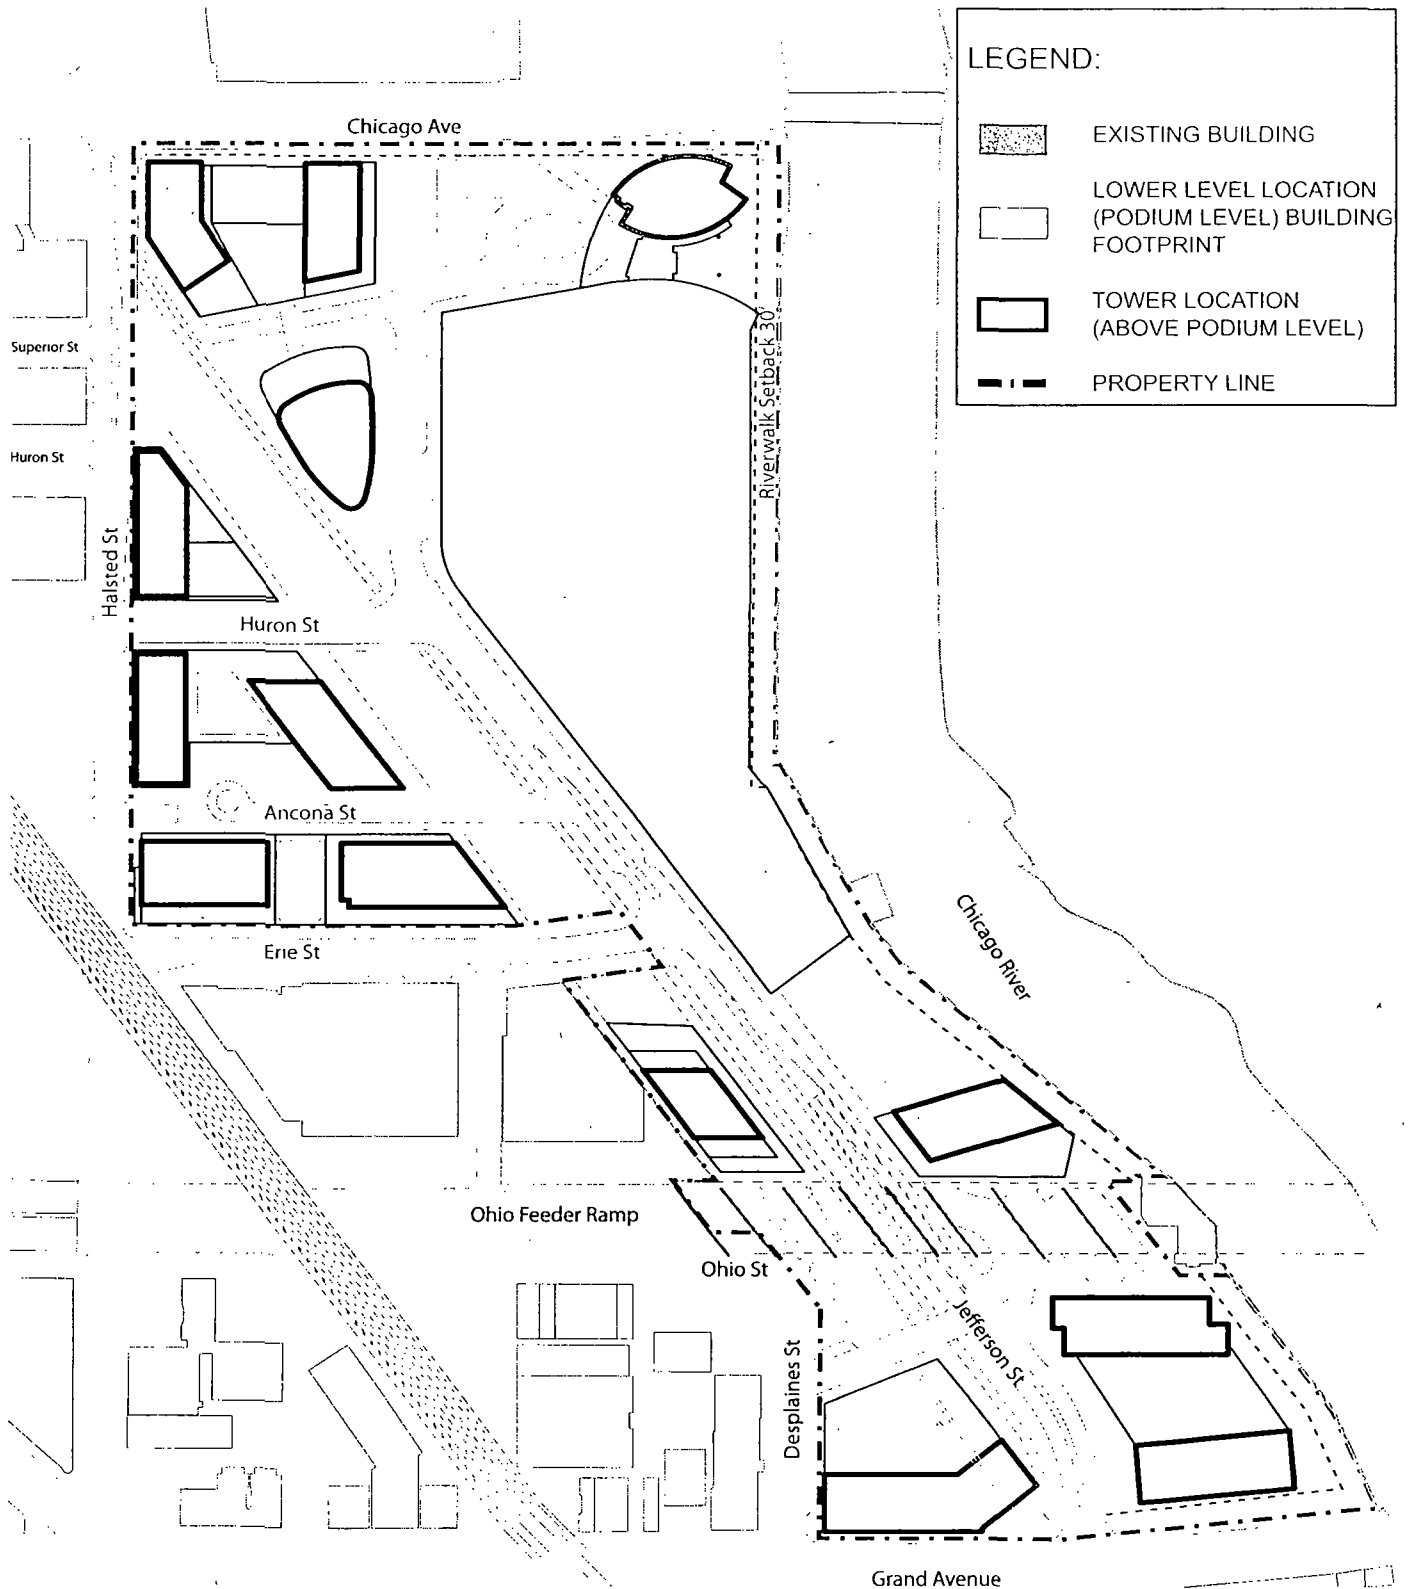 LEGEND:
EXISTING BUILDING
LOWER LEVEL LOCATION
(PODIUM LEVEL) BUILDING
FOOTPRINT
TOWER LOCATION
(ABOVE PODIUM LEVEL)
PROPERTY LINE
Chicago Ave
Superior St
Riverwalk Setback 30'
Huron St
Halsted St
Huron St
Ancona St
Erie St
Chicago River
Ohio Feeder Ramp
Ohio St
Jefferson St
Desplaines St
Grand Avenue